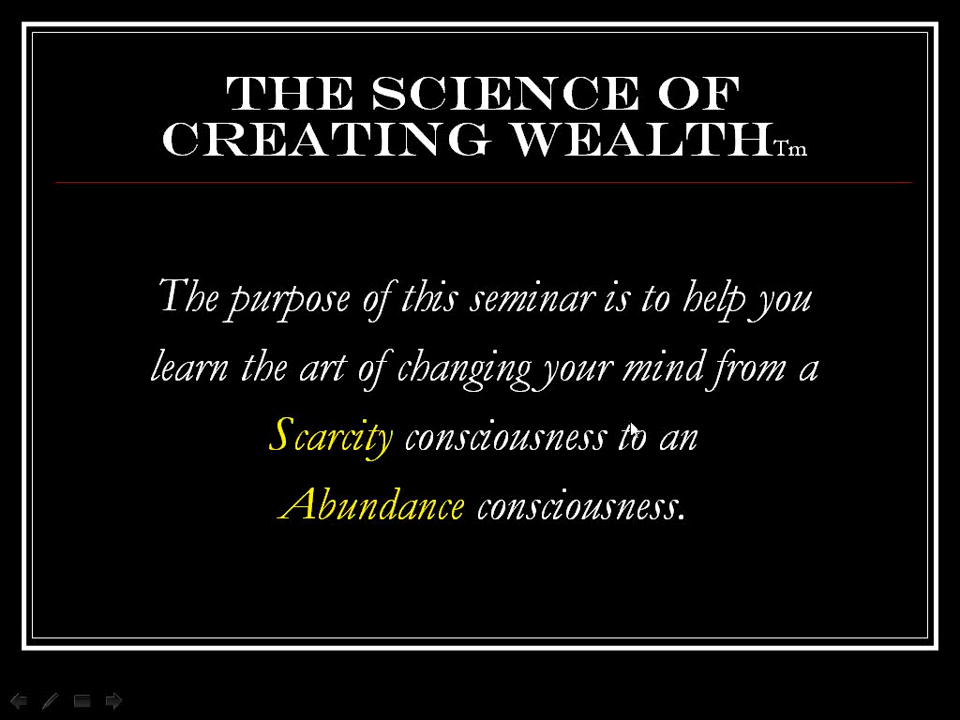 THE SCIENCE OF
CREATING WEALTHTm
The purpose of this seminar is to help you
learn the art of changing your mind from a
Scarcity consciousness to an
Abundance consciousness.